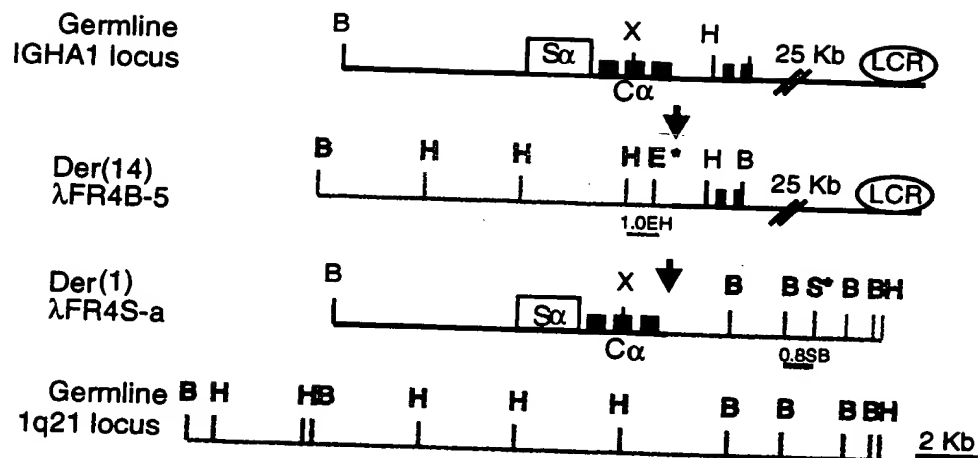 Germline
IGHA1 locus
B Sα X H 25 Kb LCR
Cα
Der(14)
λFR4B-5
B H H H E* H B 25 Kb LCR
1.0EH
Der(1)
λFR4S-a
B Sα X B B S* B BH
Cα
0.8SB
Germline
1q21 locus
B H HB H H H B B B BH
2 Kb